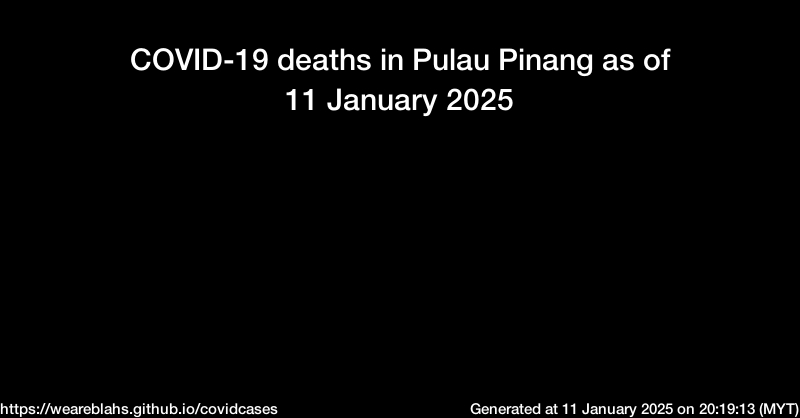 COVID-19 deaths in Pulau Pinang as of
11 January 2025
https://weareblahs.github.io/covidcases
Generated at 11 January 2025 on 20:19:13 (MYT)